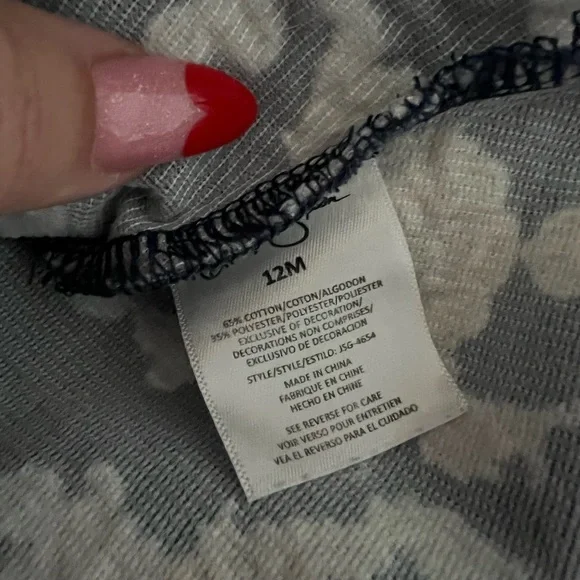 12M
65% COTTON/COTON/ALGODON
35% POLYESTER/POLYESTER/POLIESTER
EXCLUSIVE OF DECORATION/
DECORATIONS NON COMPRISES/
EXCLUSIVO DE DECORACION
STYLE/STYLE/ESTILO: JSG-4654
MADE IN CHINA
FABRIQUE EN CHINE
HECHO EN CHINE
SEE REVERSE FOR CARE
VOIR VERSO POUR ENTRETIEN
VEA EL REVERSO PARA EL CUIDADO